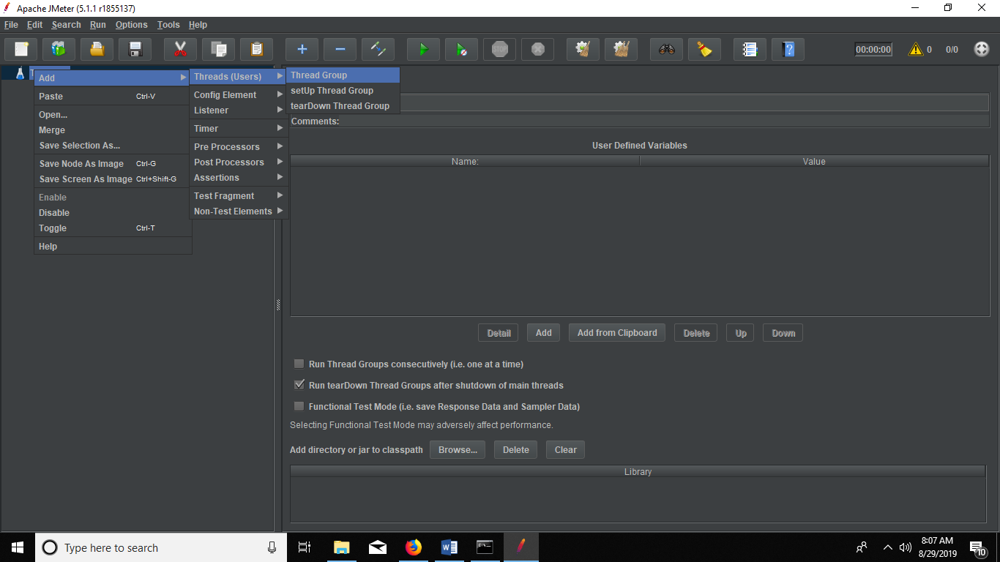 Apache JMeter (5.1.1 r1855137)
File Edit Search Run Options Tools Help
STOP
00:00:00
0
0/0
Add
Paste Ctrl-V
Open...
Merge
Save Selection As...
Save Node As Image Ctrl-G
Save Screen As Image Ctrl+Shift-G
Enable
Disable
Toggle Ctrl-T
Help
Threads (Users)
Config Element
Listener
Timer
Pre Processors
Post Processors
Assertions
Test Fragment
Non-Test Elements
Thread Group
setUp Thread Group
tearDown Thread Group
Comments:
User Defined Variables
Name: Value
Detail Add Add from Clipboard Delete Up Down
Run Thread Groups consecutively (i.e. one at a time)
Run tearDown Thread Groups after shutdown of main threads
Functional Test Mode (i.e. save Response Data and Sampler Data)
Selecting Functional Test Mode may adversely affect performance.
Add directory or jar to classpath Browse... Delete Clear
Library
Type here to search
8:07 AM
8/29/2019
10